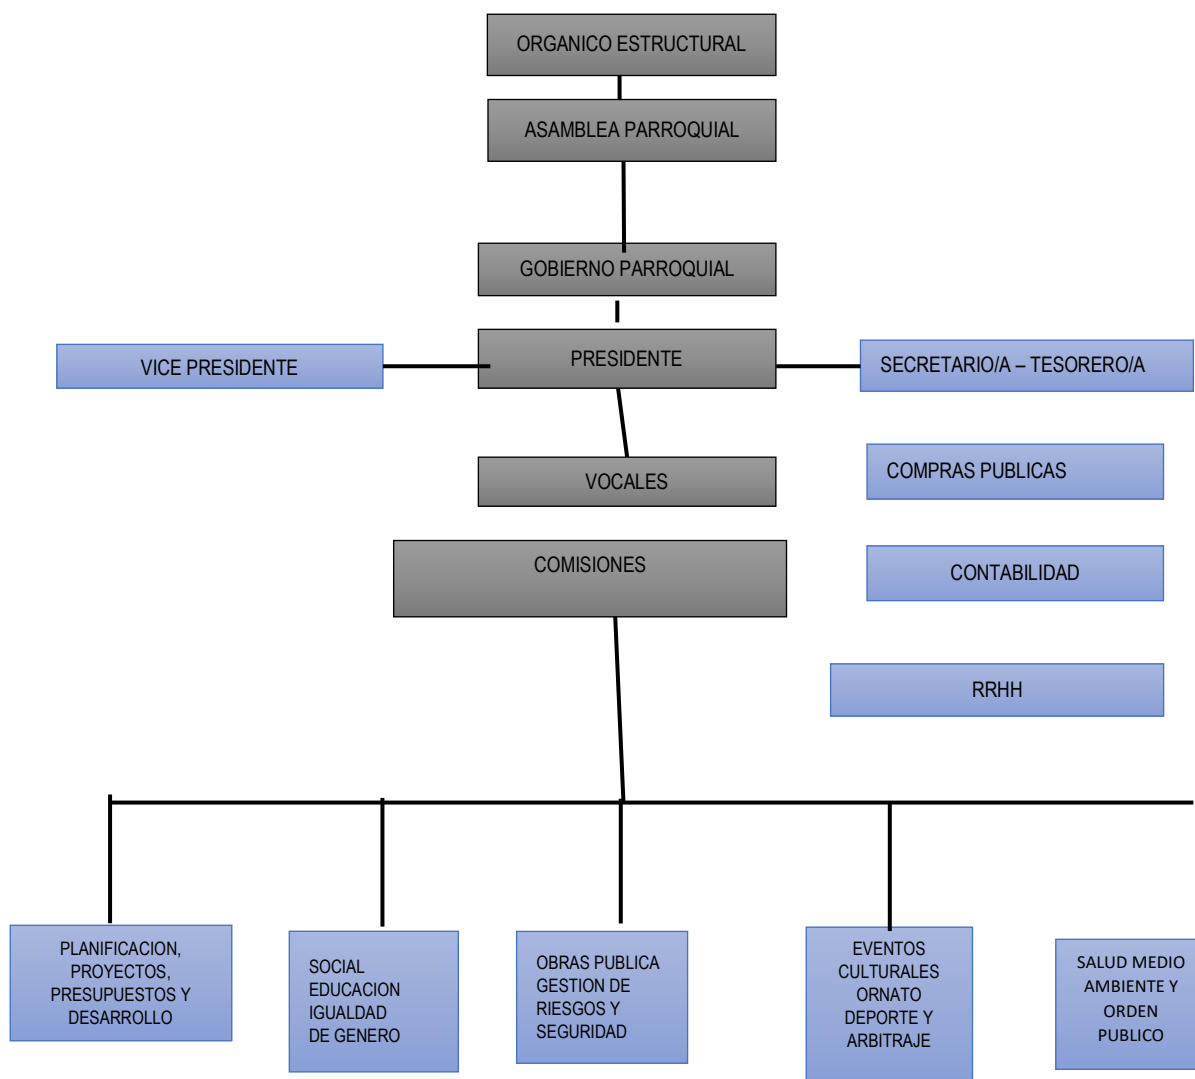 ORGANICO ESTRUCTURAL
ASAMBLEA PARROQUIAL
GOBIERNO PARROQUIAL
VICE PRESIDENTE
PRESIDENTE
SECRETARIO/A – TESORERO/A
COMPRAS PUBLICAS
VOCALES
COMISIONES
CONTABILIDAD
RRHH
PLANIFICACION,
PROYECTOS,
PRESUPUESTOS Y
DESARROLLO
SOCIAL
EDUCACION
IGUALDAD
DE GENERO
OBRAS PUBLICA
GESTION DE
RIESGOS Y
SEGURIDAD
EVENTOS
CULTURALES
ORNATO
DEPORTE Y
ARBITRAJE
SALUD MEDIO
AMBIENTE Y
ORDEN
PUBLICO